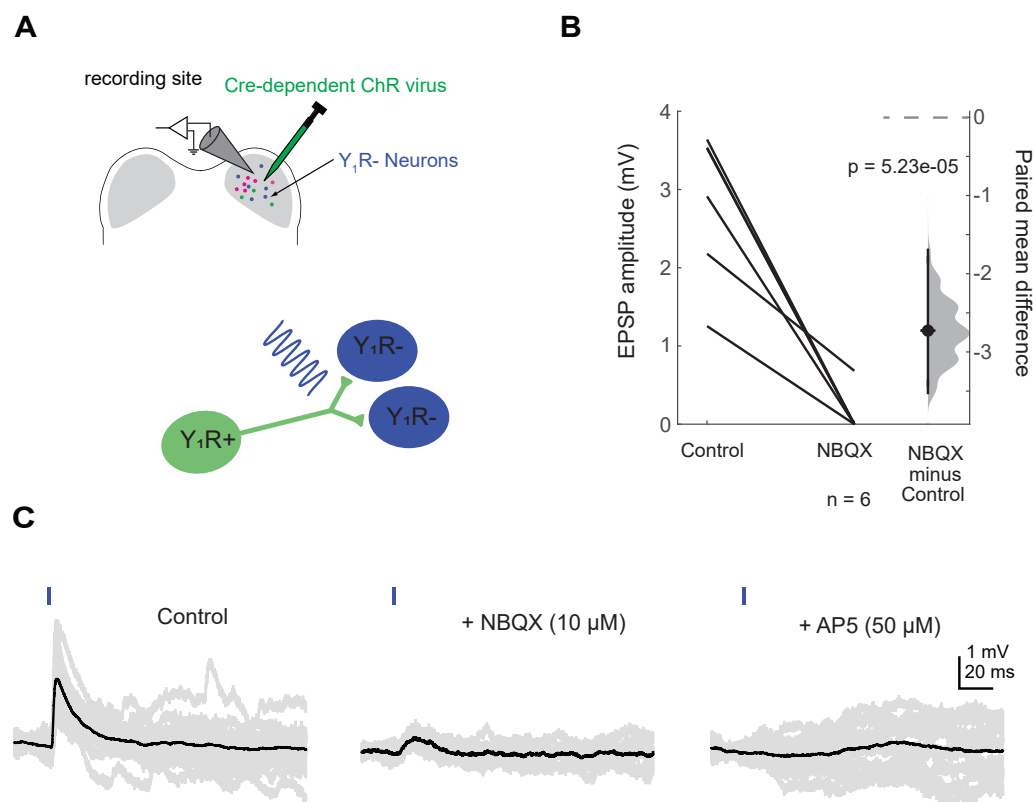 A
recording site
Cre-dependent ChR virus
Y₁R- Neurons
Y₁R-
Y₁R-
Y₁R+
B
EPSP amplitude (mV)
4
3
2
1
0
Control
NBQX
n = 6
p = 5.23e-05
0
-1
-2
-3
Paired mean difference
NBQX
minus
Control
C
Control
+ NBQX (10 µM)
+ AP5 (50 µM)
1 mV
20 ms